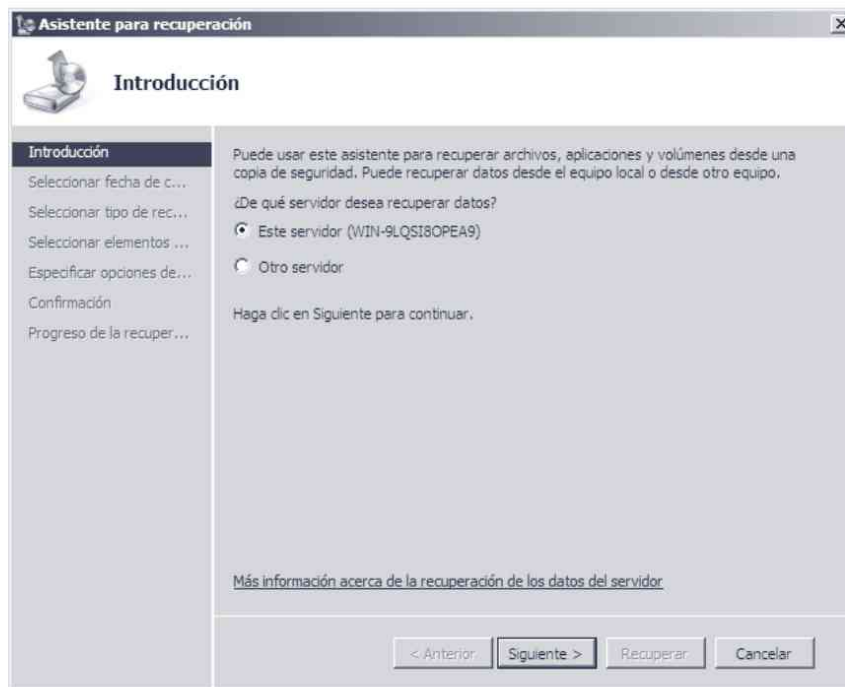 Asistente para recuperación
Introducción
Introducción
Seleccionar fecha de c...
Seleccionar tipo de rec...
Seleccionar elementos ...
Especificar opciones de...
Confirmación
Progreso de la recuper...
Puede usar este asistente para recuperar archivos, aplicaciones y volúmenes desde una
copia de seguridad. Puede recuperar datos desde el equipo local o desde otro equipo.
¿De qué servidor desea recuperar datos?
Este servidor (WIN-9LQSI8OPEA9)
Otro servidor
Haga clic en Siguiente para continuar.
Más información acerca de la recuperación de los datos del servidor
< Anterior
Siguiente >
Recuperar
Cancelar